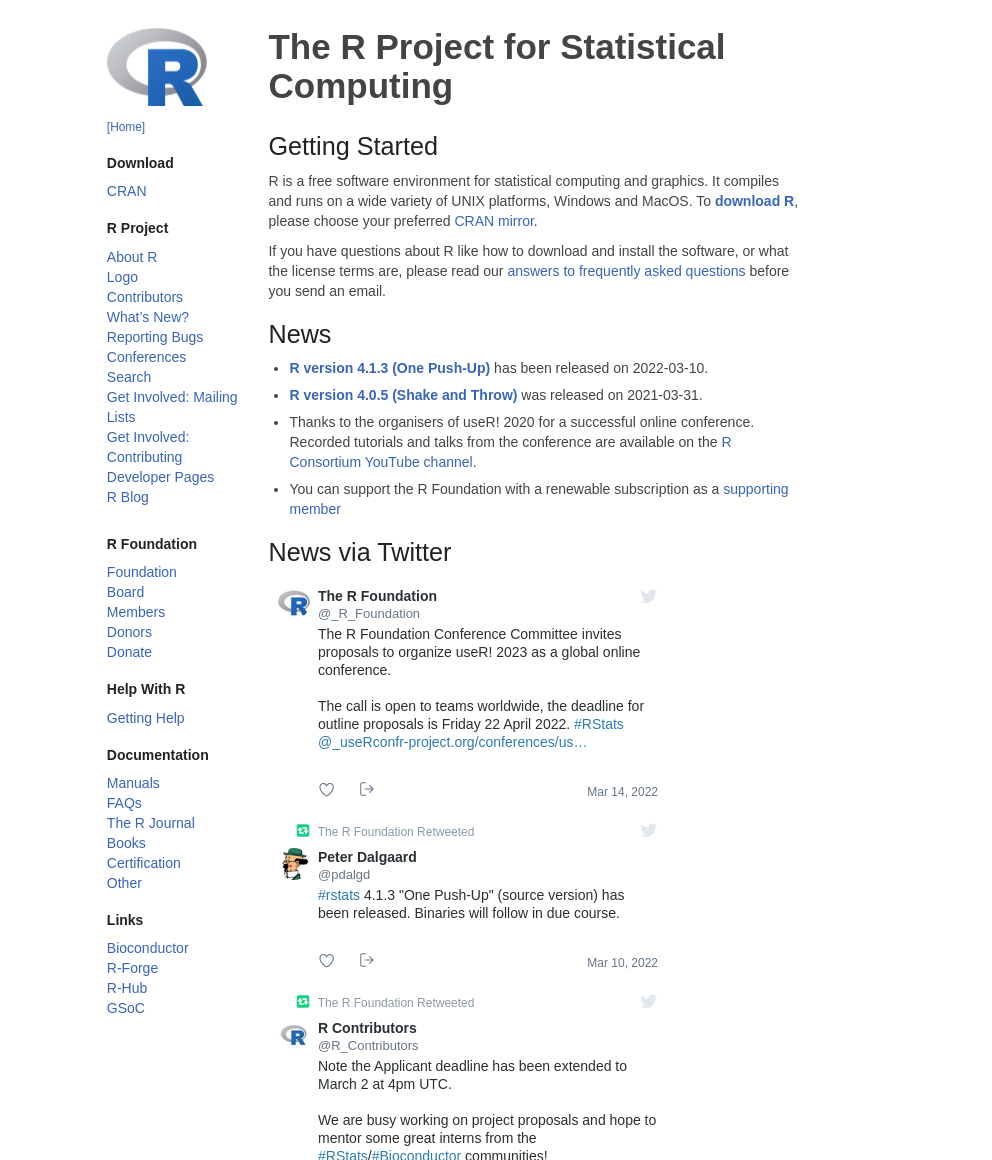 R
[Home]
Download
CRAN
R Project
About R
Logo
Contributors
What's New?
Reporting Bugs
Conferences
Search
Get Involved: Mailing
Lists
Get Involved:
Contributing
Developer Pages
R Blog
R Foundation
Foundation
Board
Members
Donors
Donate
Help With R
Getting Help
Documentation
Manuals
FAQs
The R Journal
Books
Certification
Other
Links
Bioconductor
R-Forge
R-Hub
GSoC
The R Project for Statistical
Computing
Getting Started
R is a free software environment for statistical computing and graphics. It compiles
and runs on a wide variety of UNIX platforms, Windows and MacOS. To download R,
please choose your preferred CRAN mirror.
If you have questions about R like how to download and install the software, or what
the license terms are, please read our answers to frequently asked questions before
you send an email.
News
• R version 4.1.3 (One Push-Up) has been released on 2022-03-10.
• R version 4.0.5 (Shake and Throw) was released on 2021-03-31.
• Thanks to the organisers of useR! 2020 for a successful online conference.
Recorded tutorials and talks from the conference are available on the R
Consortium YouTube channel.
• You can support the R Foundation with a renewable subscription as a supporting
member
News via Twitter
R
The R Foundation
@_R_Foundation
The R Foundation Conference Committee invites
proposals to organize useR! 2023 as a global online
conference.
The call is open to teams worldwide, the deadline for
outline proposals is Friday 22 April 2022. #RStats
@_useRconfr-project.org/conferences/us…
Mar 14, 2022
The R Foundation Retweeted
Peter Dalgaard
@pdalgd
#rstats 4.1.3 "One Push-Up" (source version) has
been released. Binaries will follow in due course.
Mar 10, 2022
The R Foundation Retweeted
R
R Contributors
@R_Contributors
Note the Applicant deadline has been extended to
March 2 at 4pm UTC.
We are busy working on project proposals and hope to
mentor some great interns from the
#RStats/#Bioconductor communities!